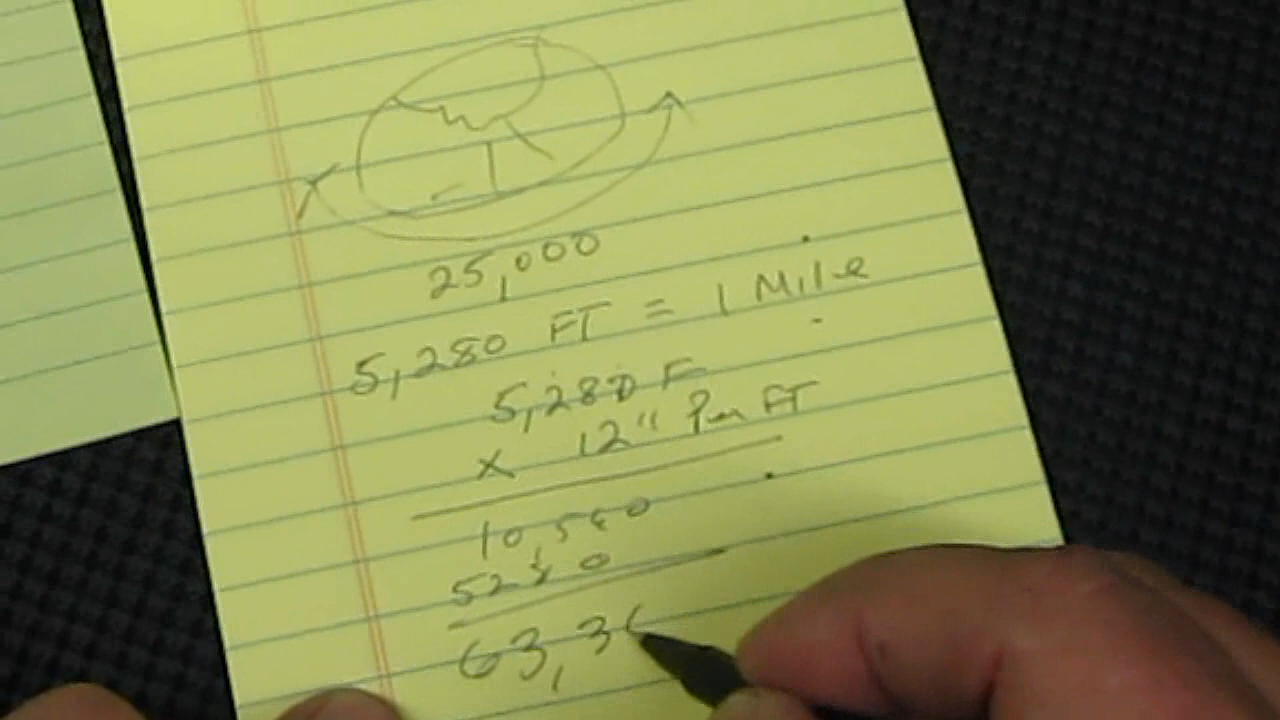 25,000
5,280 FT = 1 Mile
5,280 F
x 12" Per FT
10,560
5280
63,36